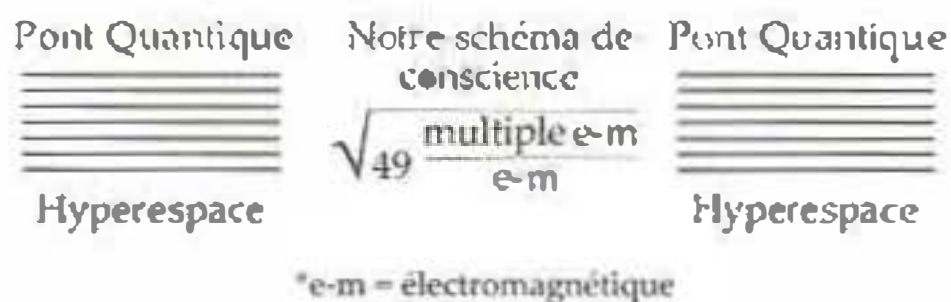 Pont Quantique
Notre schéma de conscience
Pont Quantique
√49 multiple e-m
e-m
Hyperespace
Hyperespace
*e-m = électromagnétique